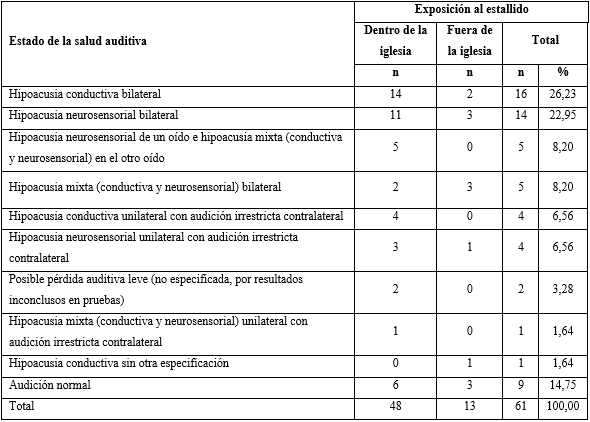 Estado de la salud auditiva
Exposición al estallido
Dentro de la
iglesia
Fuera de
la iglesia
Total
n
n
n
%
Hipoacusia conductiva bilateral 14 2 16 26,23
Hipoacusia neurosensorial bilateral 11 3 14 22,95
Hipoacusia neurosensorial de un oído e hipoacusia mixta (conductiva
y neurosensorial) en el otro oído
5 0 5 8,20
Hipoacusia mixta (conductiva y neurosensorial) bilateral 2 3 5 8,20
Hipoacusia conductiva unilateral con audición irrestricta contralateral 4 0 4 6,56
Hipoacusia neurosensorial unilateral con audición irrestricta
contralateral
3 1 4 6,56
Posible pérdida auditiva leve (no especificada, por resultados
inconclusos en pruebas)
2 0 2 3,28
Hipoacusia mixta (conductiva y neurosensorial) unilateral con
audición irrestricta contralateral
1 0 1 1,64
Hipoacusia conductiva sin otra especificación 0 1 1 1,64
Audición normal 6 3 9 14,75
Total 48 13 61 100,00